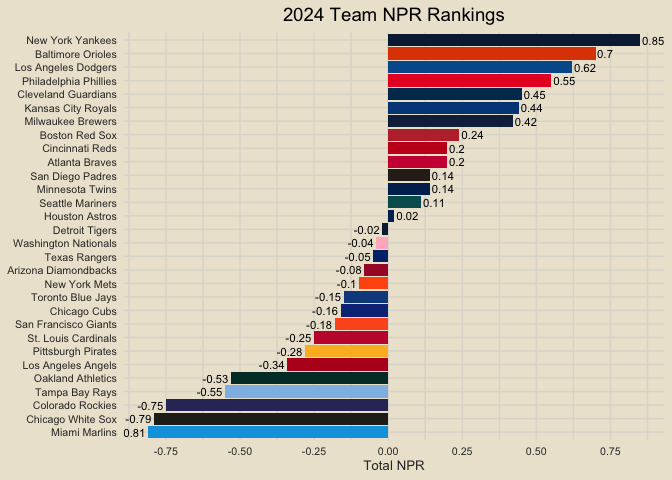 2024 Team NPR Rankings
New York Yankees 0.85
Baltimore Orioles 0.7
Los Angeles Dodgers 0.62
Philadelphia Phillies 0.55
Cleveland Guardians 0.45
Kansas City Royals 0.44
Milwaukee Brewers 0.42
Boston Red Sox 0.24
Cincinnati Reds 0.2
Atlanta Braves 0.2
San Diego Padres 0.14
Minnesota Twins 0.14
Seattle Mariners 0.11
Houston Astros 0.02
Detroit Tigers -0.02
Washington Nationals -0.04
Texas Rangers -0.05
Arizona Diamondbacks -0.08
New York Mets -0.1
Toronto Blue Jays -0.15
Chicago Cubs -0.16
San Francisco Giants -0.18
St. Louis Cardinals -0.25
Pittsburgh Pirates -0.28
Los Angeles Angels -0.34
Oakland Athletics -0.53
Tampa Bay Rays -0.55
Colorado Rockies -0.75
Chicago White Sox -0.79
Miami Marlins 0.81
-0.75 -0.50 -0.25 0.00 0.25 0.50 0.75
Total NPR